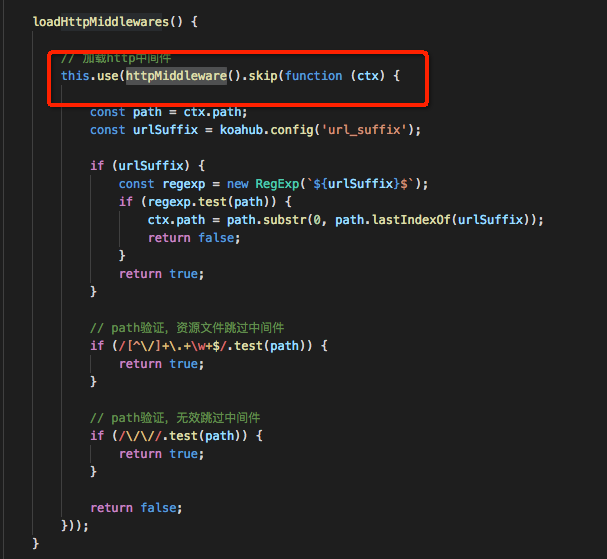 loadHttpMiddlewares() {
// 加载http中间件
this.use(httpMiddleware().skip(function (ctx) {
const path = ctx.path;
const urlSuffix = koahub.config('url_suffix');
if (urlSuffix) {
const regexp = new RegExp(`${urlSuffix}$`);
if (regexp.test(path)) {
ctx.path = path.substr(0, path.lastIndexOf(urlSuffix));
return false;
}
return true;
}
// path验证，资源文件跳过中间件
if (/[^\/]+\.+\w+$/.test(path)) {
return true;
}
// path验证，无效跳过中间件
if (/\/\//.test(path)) {
return true;
}
return false;
}));
}